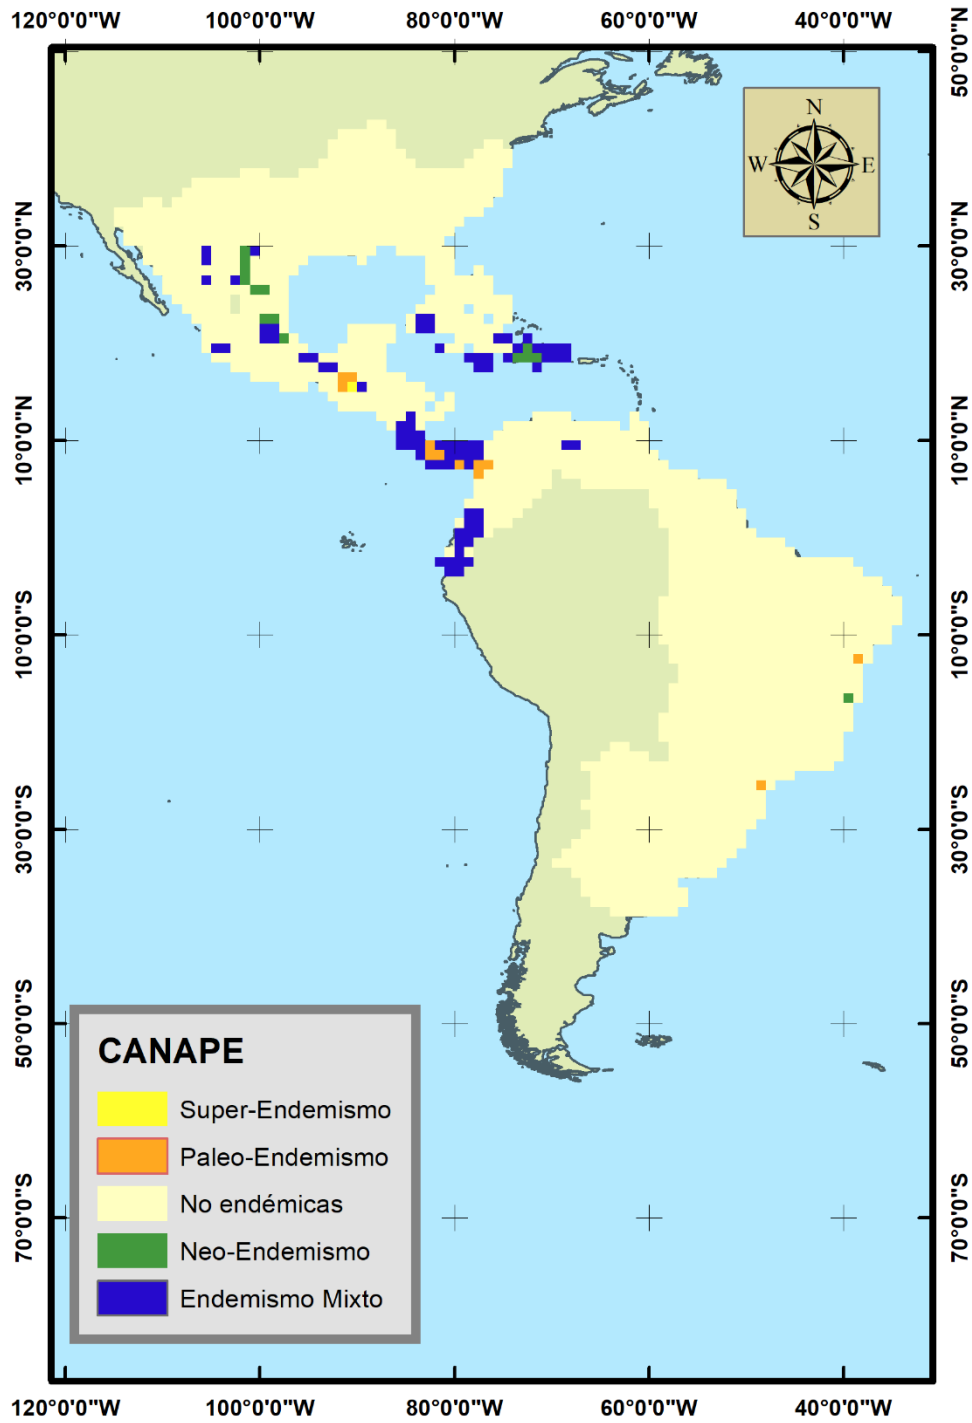 120°0'0"W 100°0'0"W 80°0'0"W 60°0'0"W 40°0'0"W
50°0'0"N
N
W E
S
30°0'0"N 30°0'0"N
10°0'0"N 10°0'0"N
10°0'0"S 10°0'0"S
30°0'0"S 30°0'0"S
50°0'0"S 50°0'0"S
CANAPE
Super-Endemismo
Paleo-Endemismo
No endémicas
Neo-Endemismo
Endemismo Mixto
70°0'0"S 70°0'0"S
120°0'0"W 100°0'0"W 80°0'0"W 60°0'0"W 40°0'0"W